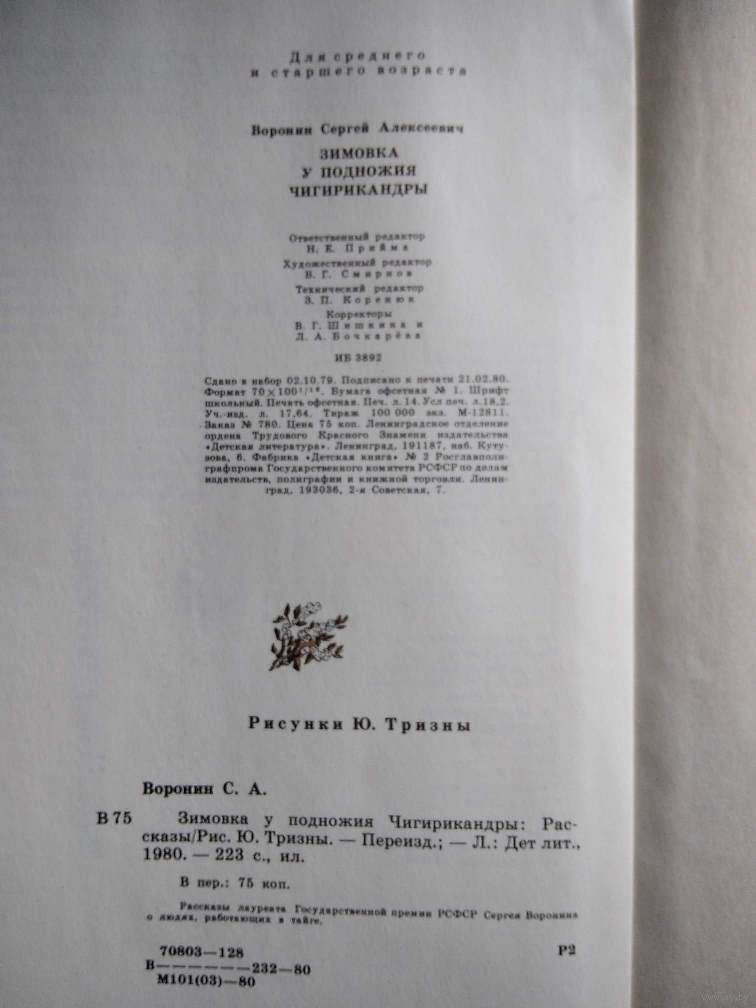 Для среднего
и старшего возраста
Воронин Сергей Алексеевич
ЗИМОВКА
У ПОДНОЖИЯ
ЧИГИРИКАНДРЫ
Ответственный редактор
Н. К. Прийма
Художественный редактор
Б. Г. Смирнов
Технический редактор
З. П. Коренюк
Корректоры
В. Г. Шишкина и
Л. А. Бочкарёва
ИБ 3892
Сдано в набор 02.10.79. Подписано к печати 21.02.80.
Формат 70×100¹/¹⁶. Бумага офсетная № 1. Шрифт
школьный. Печать офсетная. Печ. л. 14. Усл печ. л.18,2.
Уч.-изд. л. 17,64. Тираж 100 000 экз. М-12811.
Заказ № 780. Цена 75 коп. Ленинградское отделение
ордена Трудового Красного Знамени издательства
«Детская литература». Ленинград, 191187, наб. Куту-
зова, 6. Фабрика «Детская книга» № 2 Росглавполи-
графпрома Государственного комитета РСФСР по делам
издательств, полиграфии и книжной торговли. Ленин-
град, 193036, 2-я Советская, 7.
Рисунки Ю. Тризны
Воронин С. А.
В 75 Зимовка у подножия Чигирикандры: Рас-
сказы/Рис. Ю. Тризны. — Переизд.; — Л.: Дет лит.,
1980. — 223 с., ил.
В пер.: 75 коп.
Рассказы лауреата Государственной премии РСФСР Сергея Воронина
о людях, работающих в тайге.
70803—128 Р2
В————————232—80
М101(03)—80